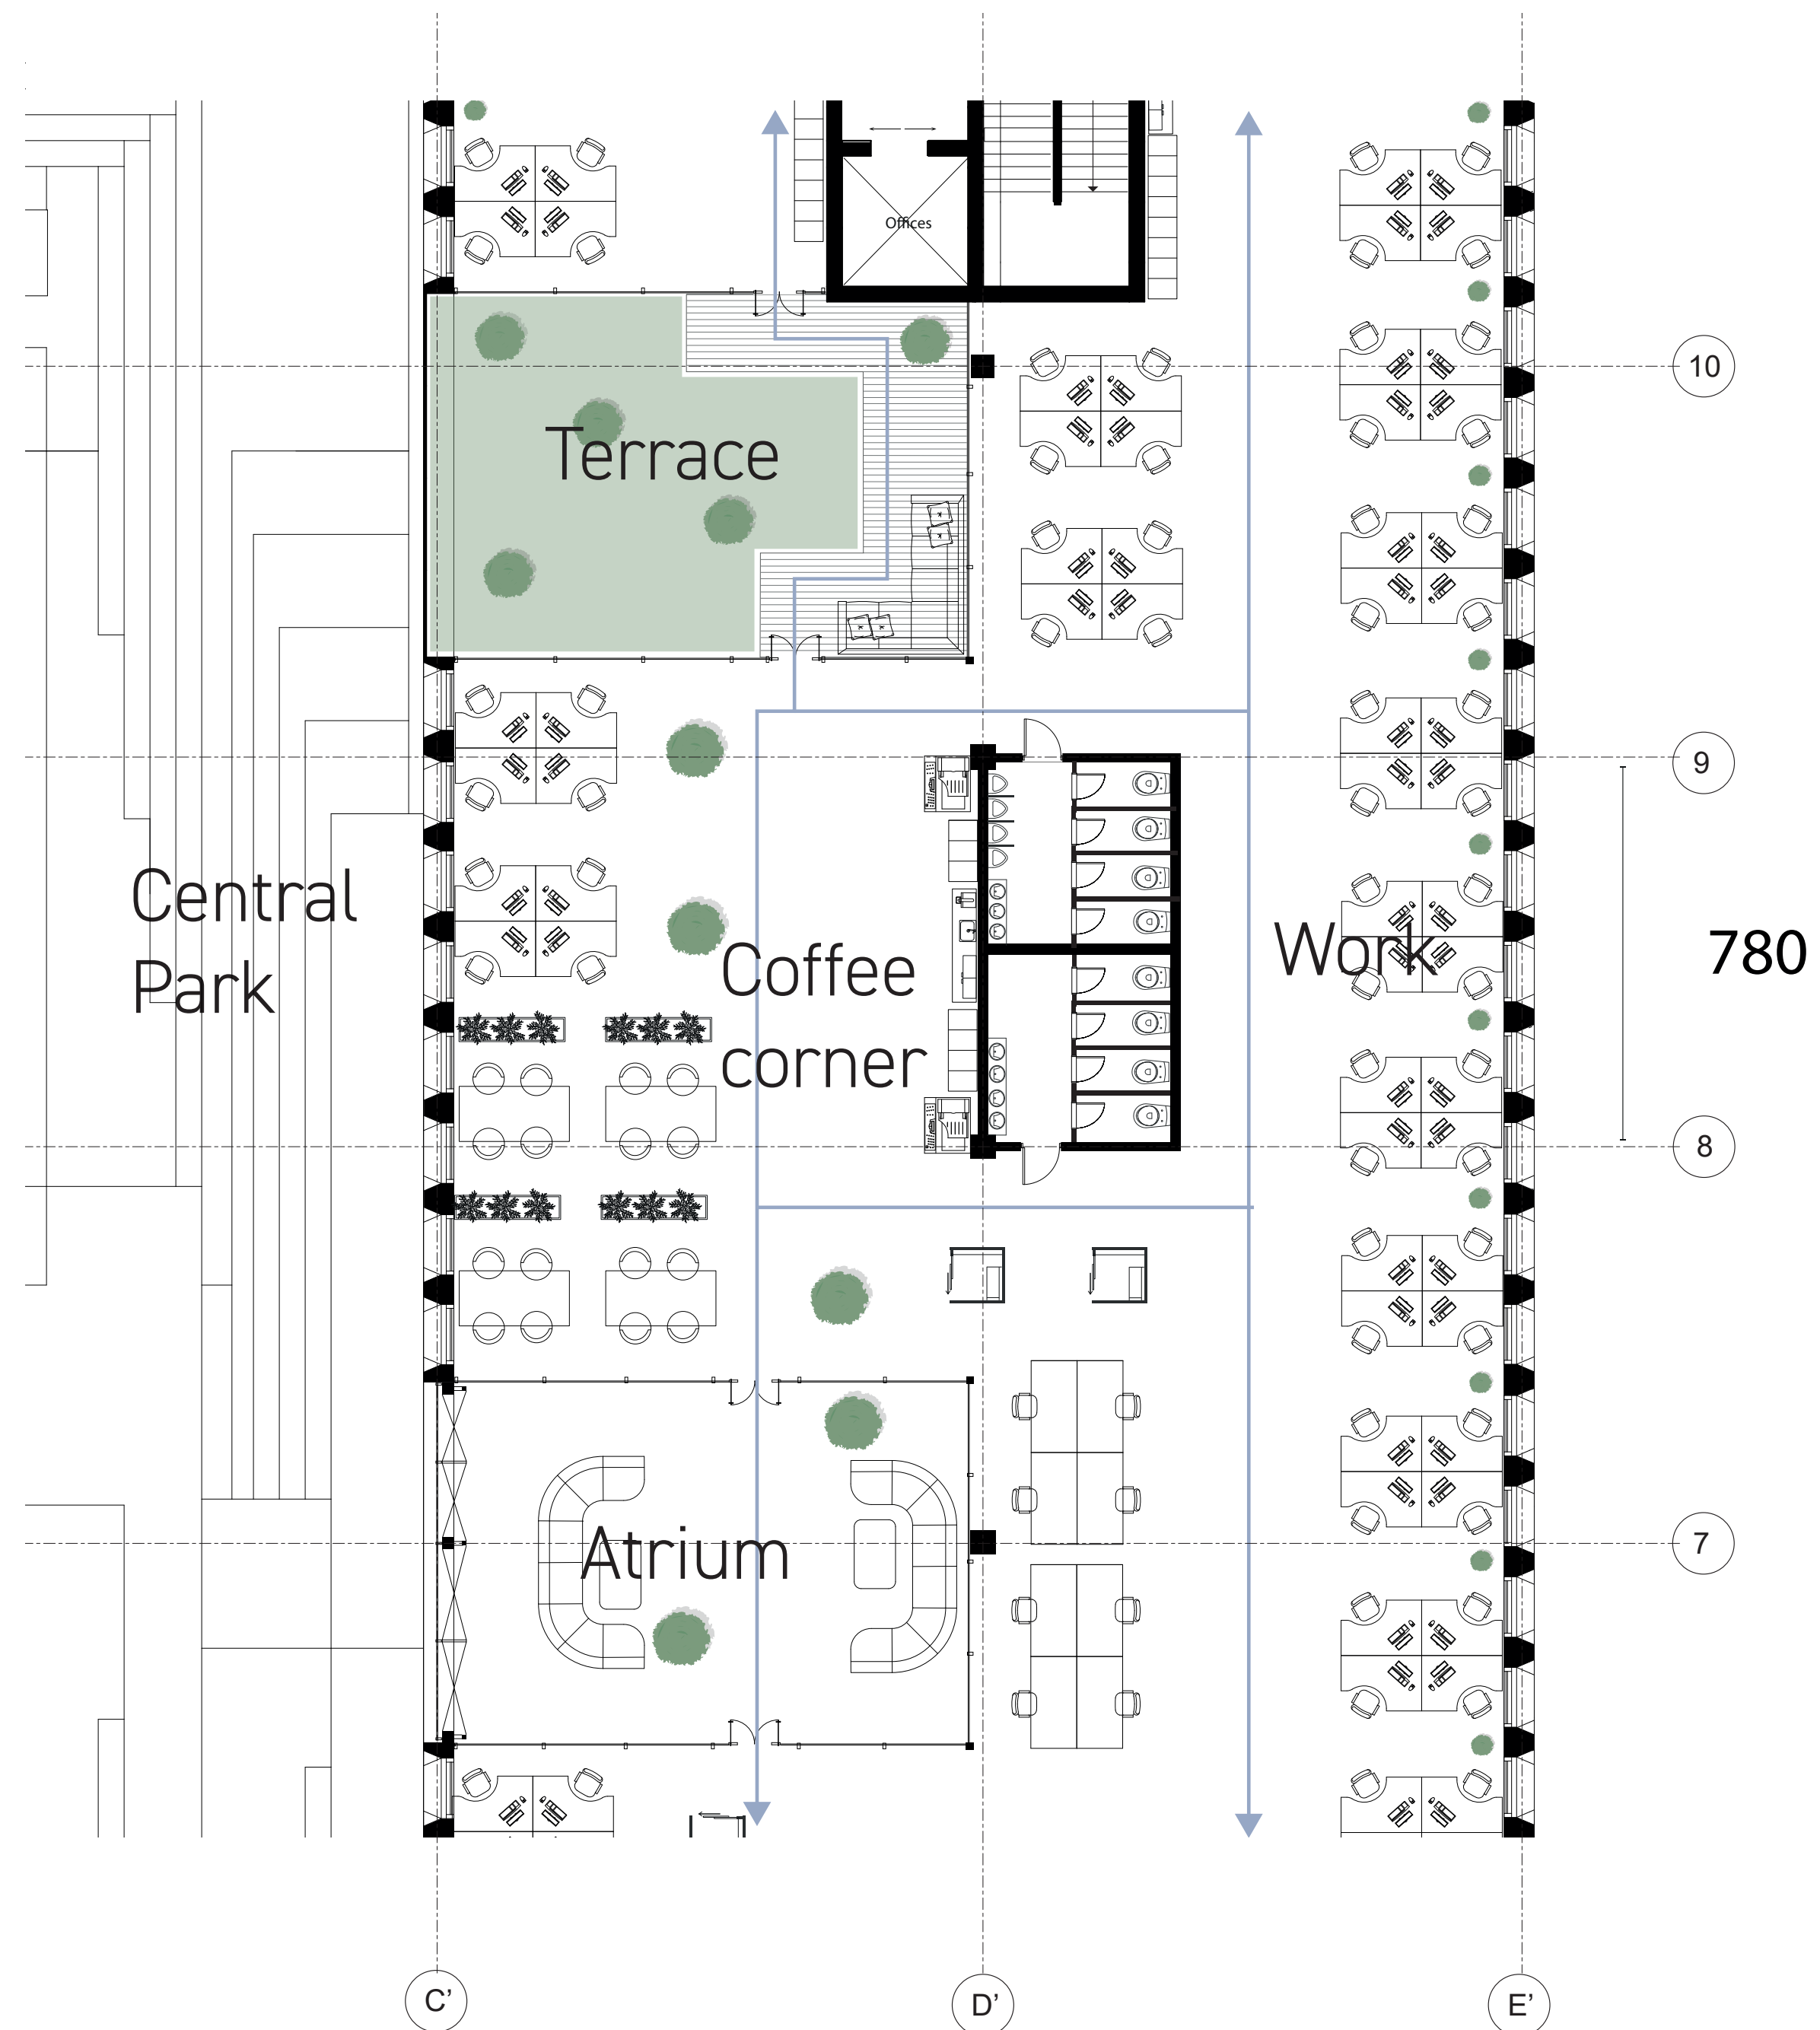 Offices
10
Terrace
9
Central
Park
Coffee
corner
Work
780
8
Atrium
7
C’
D’
E’